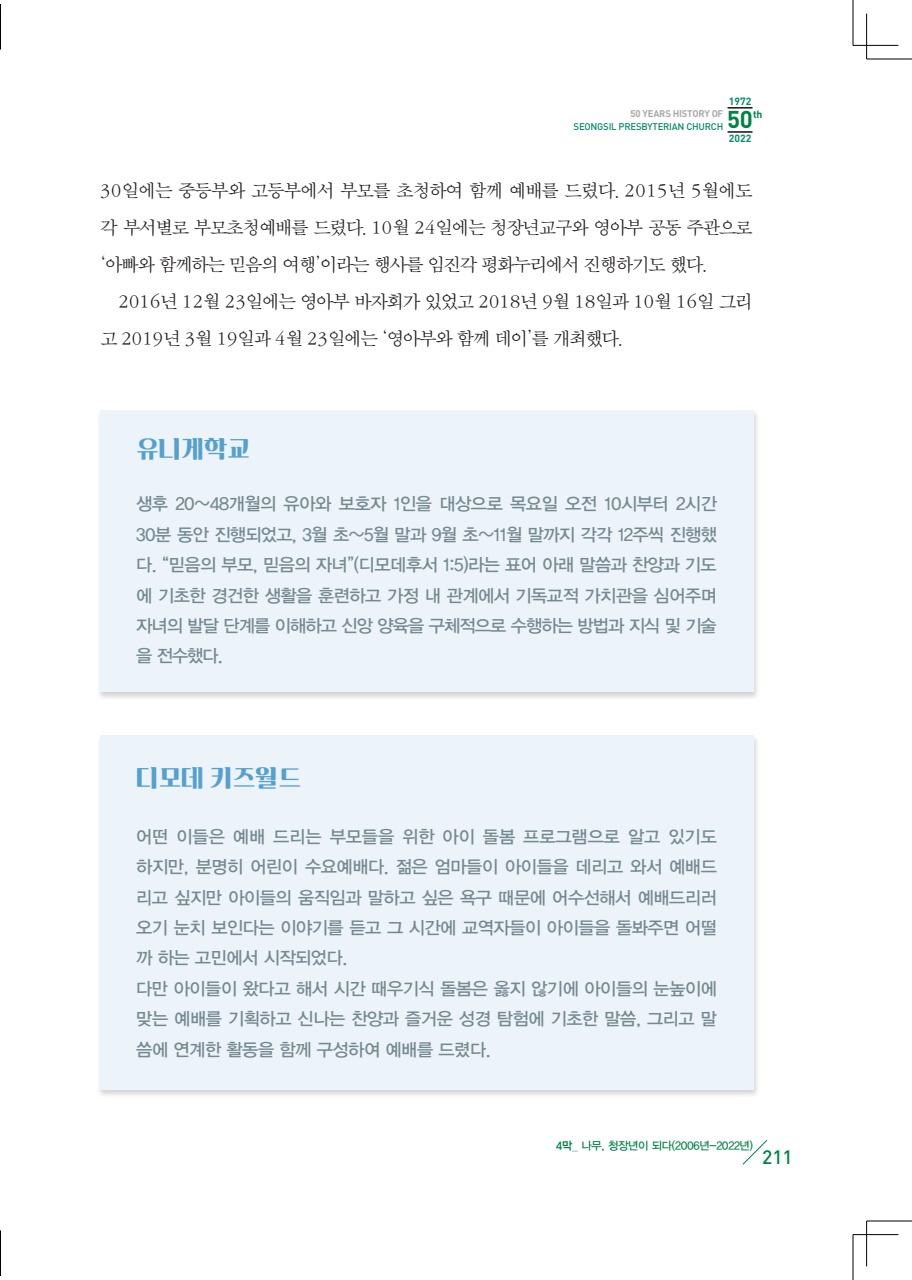 1972
50 YEARS HISTORY OF
SEONGSIL PRESBYTERIAN CHURCH
50th
2022
30일에는 중등부와 고등부에서 부모를 초청하여 함께 예배를 드렸다. 2015년 5월에도
각 부서별로 부모초청예배를 드렸다. 10월 24일에는 청장년교구와 영아부 공동 주관으로
‘아빠와 함께하는 믿음의 여행’이라는 행사를 임진각 평화누리에서 진행하기도 했다.
2016년 12월 23일에는 영아부 바자회가 있었고 2018년 9월 18일과 10월 16일 그리
고 2019년 3월 19일과 4월 23일에는 ‘영아부와 함께 데이’를 개최했다.
유니게학교
생후 20~48개월의 유아와 보호자 1인을 대상으로 목요일 오전 10시부터 2시간
30분 동안 진행되었고, 3월 초~5월 말과 9월 초~11월 말까지 각각 12주씩 진행했
다. “믿음의 부모, 믿음의 자녀”(디모데후서 1:5)라는 표어 아래 말씀과 찬양과 기도
에 기초한 경건한 생활을 훈련하고 가정 내 관계에서 기독교적 가치관을 심어주며
자녀의 발달 단계를 이해하고 신앙 양육을 구체적으로 수행하는 방법과 지식 및 기술
을 전수했다.
디모데 키즈월드
어떤 이들은 예배 드리는 부모들을 위한 아이 돌봄 프로그램으로 알고 있기도
하지만, 분명히 어린이 수요예배다. 젊은 엄마들이 아이들을 데리고 와서 예배드
리고 싶지만 아이들의 움직임과 말하고 싶은 욕구 때문에 어수선해서 예배드리러
오기 눈치 보인다는 이야기를 듣고 그 시간에 교역자들이 아이들을 돌봐주면 어떨
까 하는 고민에서 시작되었다.
다만 아이들이 왔다고 해서 시간 때우기식 돌봄은 옳지 않기에 아이들의 눈높이에
맞는 예배를 기획하고 신나는 찬양과 즐거운 성경 탐험에 기초한 말씀, 그리고 말
씀에 연계한 활동을 함께 구성하여 예배를 드렸다.
4막_ 나무, 청장년이 되다(2006년-2022년)
211